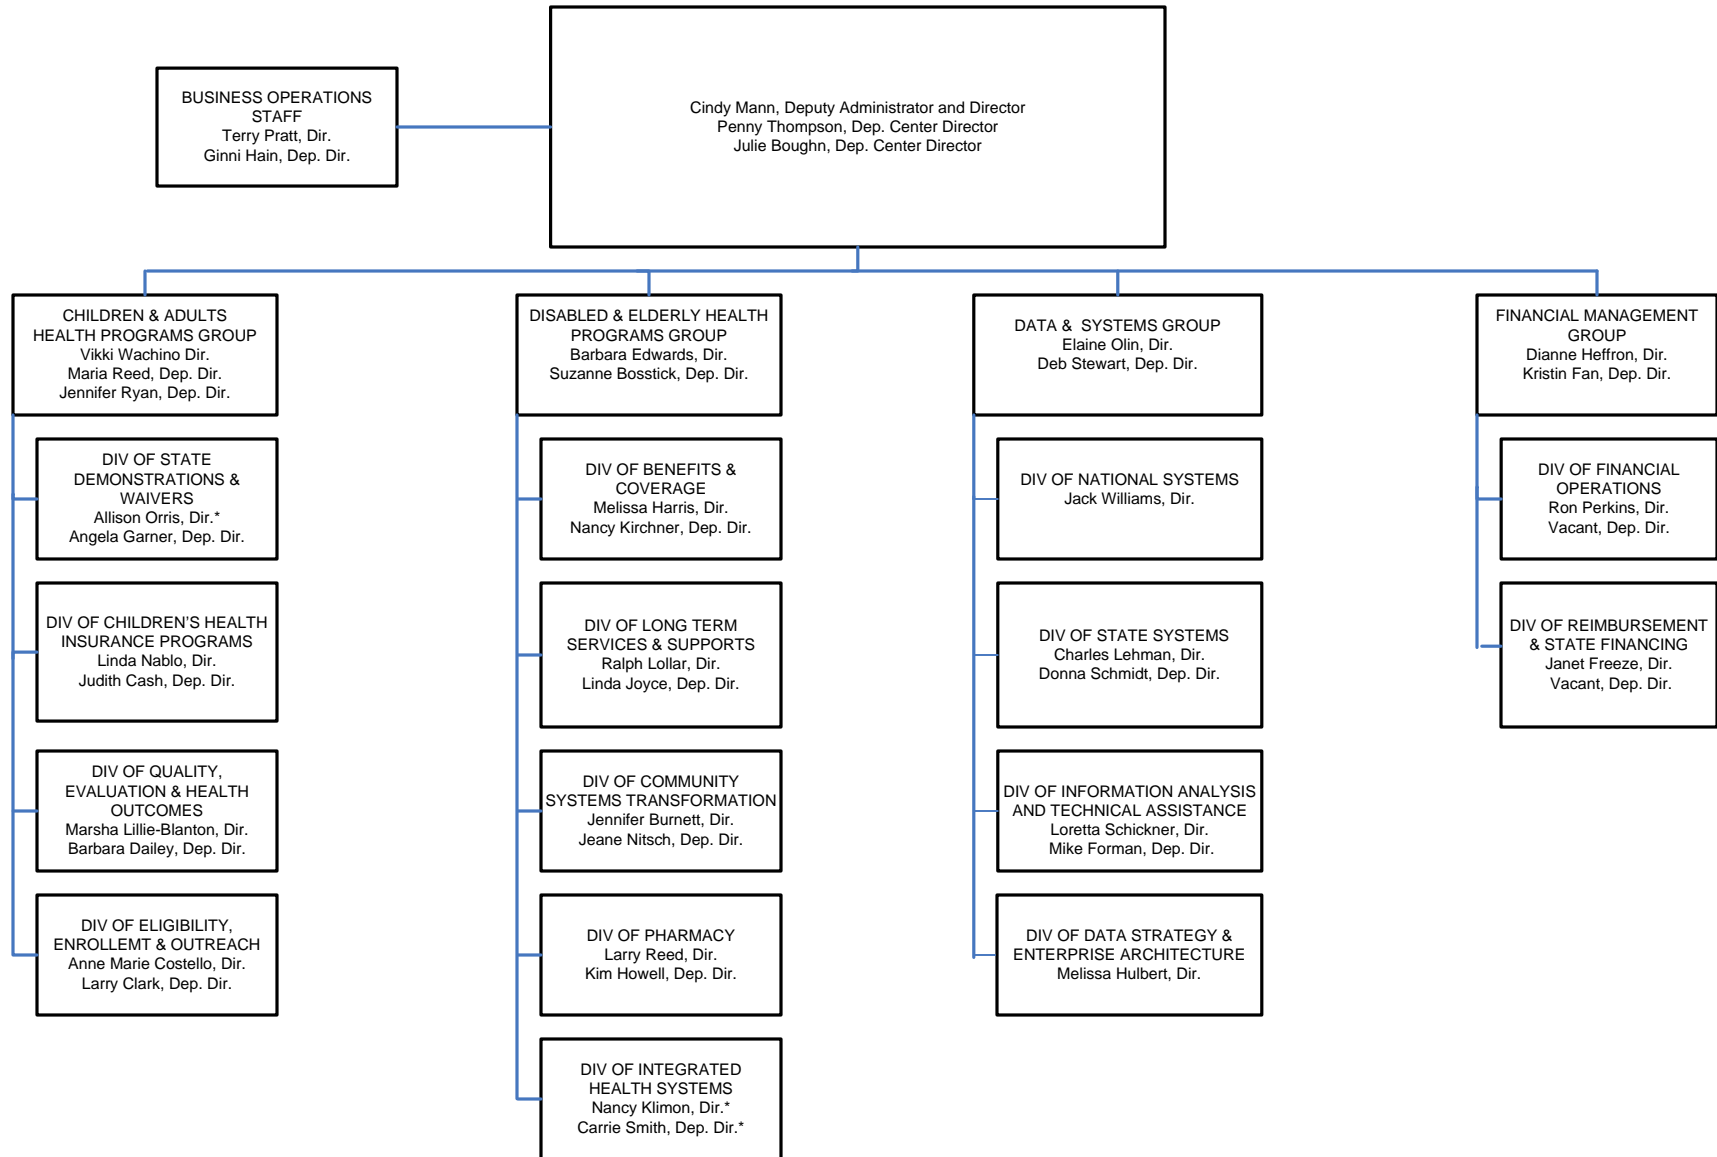 BUSINESS OPERATIONS
STAFF
Terry Pratt, Dir.
Ginni Hain, Dep. Dir.
Cindy Mann, Deputy Administrator and Director
Penny Thompson, Dep. Center Director
Julie Boughn, Dep. Center Director
CHILDREN & ADULTS
HEALTH PROGRAMS GROUP
Vikki Wachino Dir.
Maria Reed, Dep. Dir.
Jennifer Ryan, Dep. Dir.
DIV OF STATE
DEMONSTRATIONS &
WAIVERS
Allison Orris, Dir.*
Angela Garner, Dep. Dir.
DIV OF CHILDREN’S HEALTH
INSURANCE PROGRAMS
Linda Nablo, Dir.
Judith Cash, Dep. Dir.
DIV OF QUALITY,
EVALUATION & HEALTH
OUTCOMES
Marsha Lillie-Blanton, Dir.
Barbara Dailey, Dep. Dir.
DIV OF ELIGIBILITY,
ENROLLEMT & OUTREACH
Anne Marie Costello, Dir.
Larry Clark, Dep. Dir.
DISABLED & ELDERLY HEALTH
PROGRAMS GROUP
Barbara Edwards, Dir.
Suzanne Bosstick, Dep. Dir.
DIV OF BENEFITS &
COVERAGE
Melissa Harris, Dir.
Nancy Kirchner, Dep. Dir.
DIV OF LONG TERM
SERVICES & SUPPORTS
Ralph Lollar, Dir.
Linda Joyce, Dep. Dir.
DIV OF COMMUNITY
SYSTEMS TRANSFORMATION
Jennifer Burnett, Dir.
Jeane Nitsch, Dep. Dir.
DIV OF PHARMACY
Larry Reed, Dir.
Kim Howell, Dep. Dir.
DIV OF INTEGRATED
HEALTH SYSTEMS
Nancy Klimon, Dir.*
Carrie Smith, Dep. Dir.*
DATA & SYSTEMS GROUP
Elaine Olin, Dir.
Deb Stewart, Dep. Dir.
DIV OF NATIONAL SYSTEMS
Jack Williams, Dir.
DIV OF STATE SYSTEMS
Charles Lehman, Dir.
Donna Schmidt, Dep. Dir.
DIV OF INFORMATION ANALYSIS
AND TECHNICAL ASSISTANCE
Loretta Schickner, Dir.
Mike Forman, Dep. Dir.
DIV OF DATA STRATEGY &
ENTERPRISE ARCHITECTURE
Melissa Hulbert, Dir.
FINANCIAL MANAGEMENT
GROUP
Dianne Heffron, Dir.
Kristin Fan, Dep. Dir.
DIV OF FINANCIAL
OPERATIONS
Ron Perkins, Dir.
Vacant, Dep. Dir.
DIV OF REIMBURSEMENT
& STATE FINANCING
Janet Freeze, Dir.
Vacant, Dep. Dir.